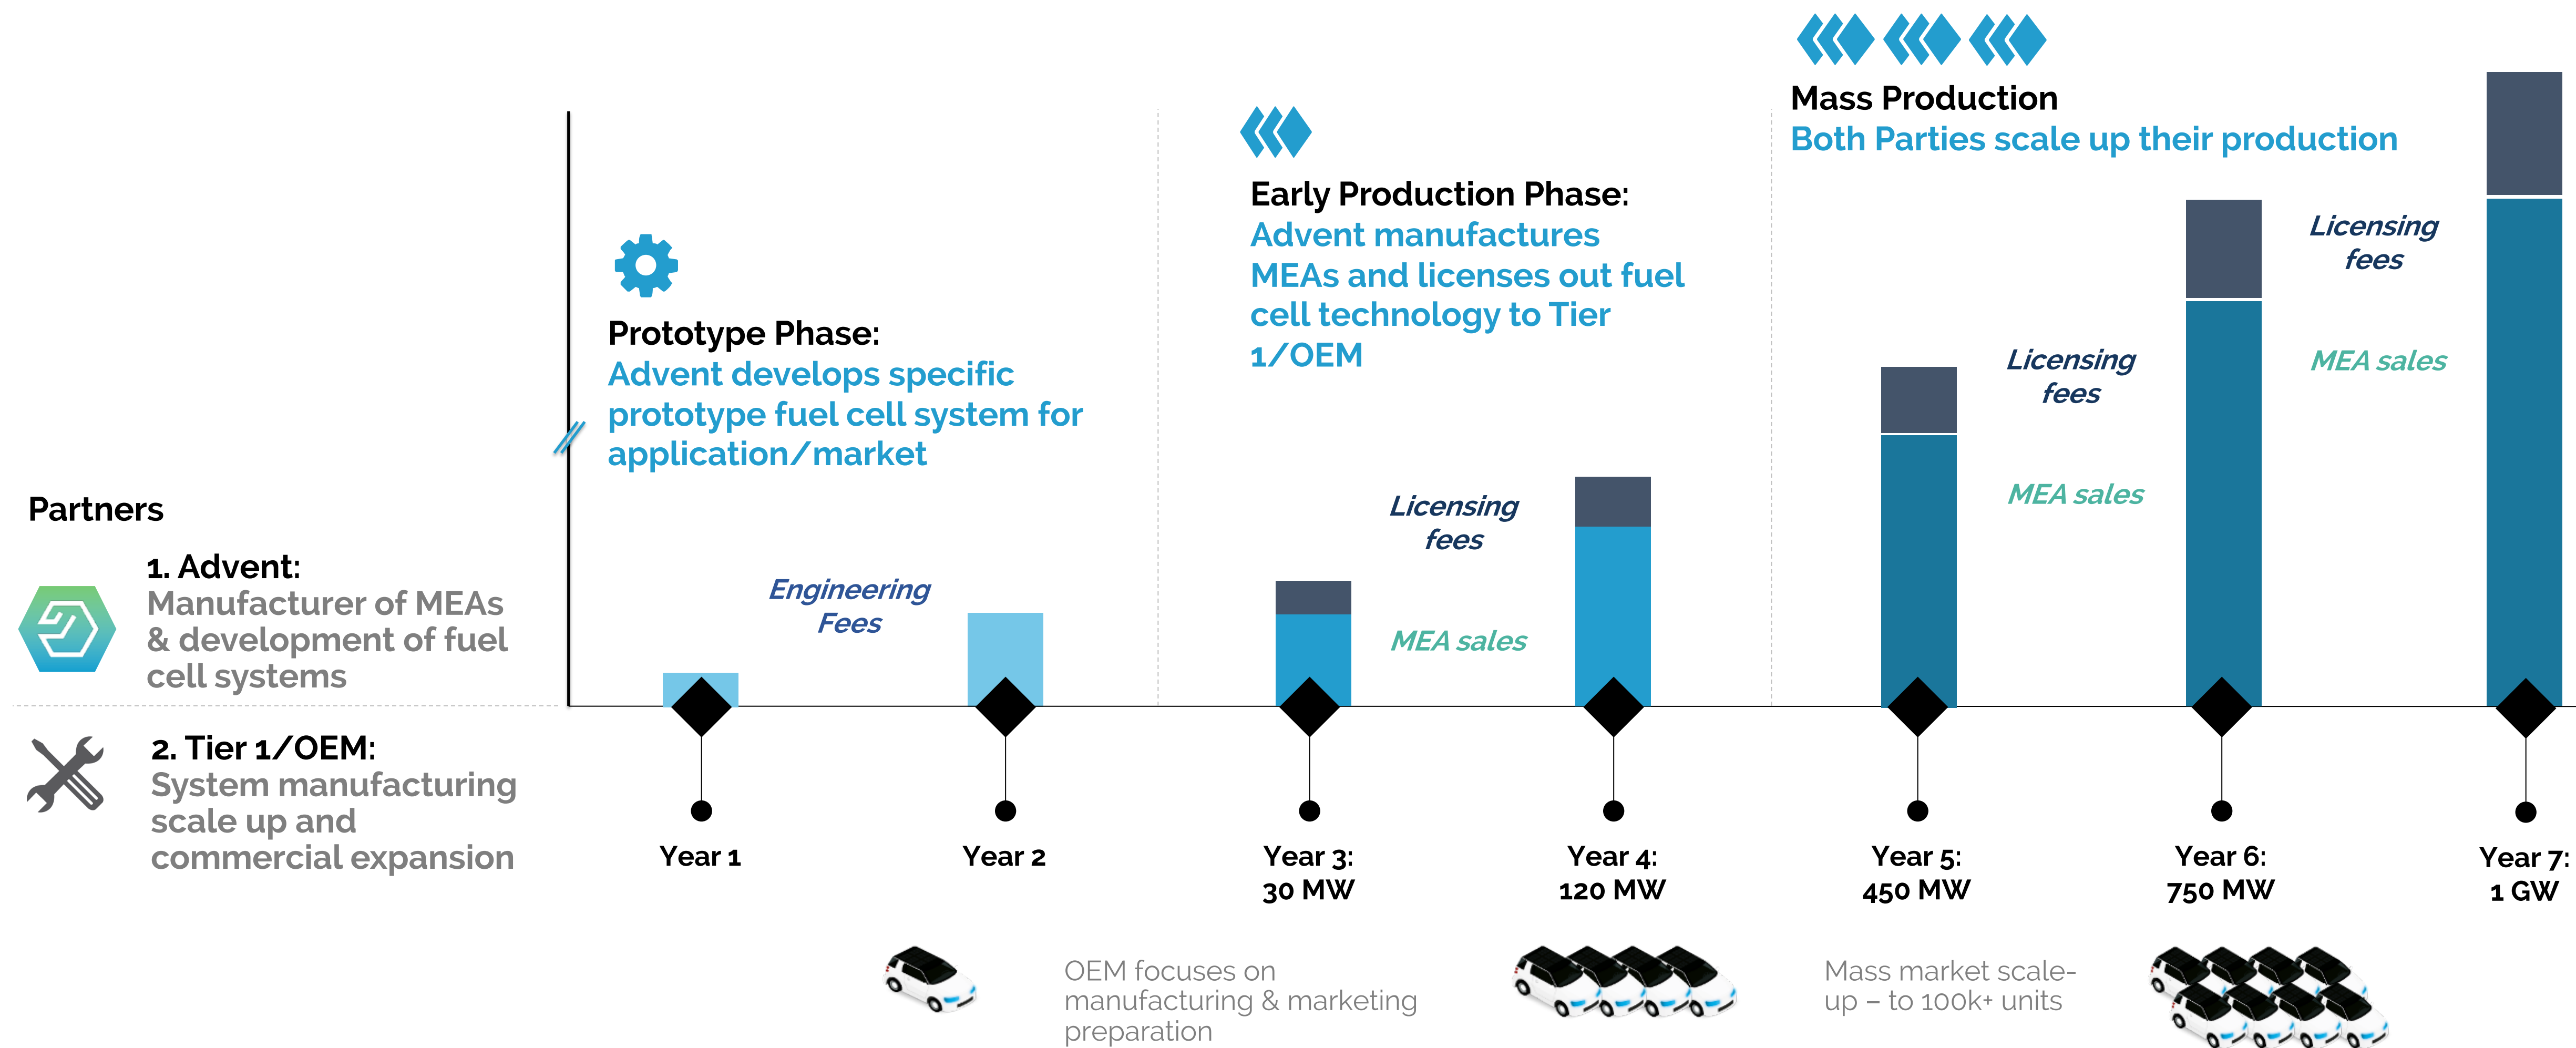 Partners
1. Advent:
Manufacturer of MEAs
& development of fuel
cell systems
2. Tier 1/OEM:
System manufacturing
scale up and
commercial expansion
Prototype Phase:
Advent develops specific
prototype fuel cell system for
application/market
Engineering
Fees
Early Production Phase:
Advent manufactures
MEAs and licenses out fuel
cell technology to Tier
1/OEM
Licensing
fees
MEA sales
Mass Production
Both Parties scale up their production
Licensing
fees
MEA sales
Licensing
fees
MEA sales
Year 1
Year 2
Year 3:
30 MW
Year 4:
120 MW
Year 5:
450 MW
Year 6:
750 MW
Year 7:
1 GW
OEM focuses on
manufacturing & marketing
preparation
Mass market scale-
up – to 100k+ units